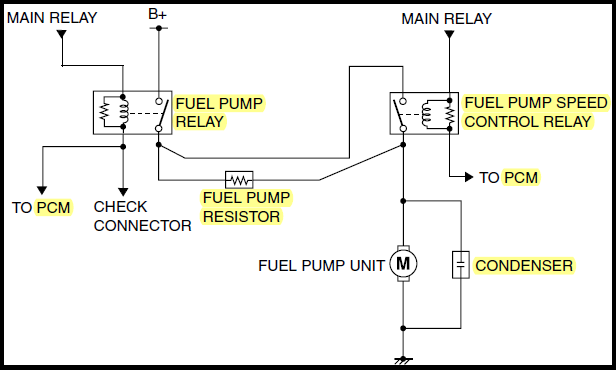 MAIN RELAY
B+
MAIN RELAY
FUEL PUMP
RELAY
FUEL PUMP SPEED
CONTROL RELAY
TO PCM
CHECK
CONNECTOR
FUEL PUMP
RESISTOR
TO PCM
FUEL PUMP UNIT
M
CONDENSER